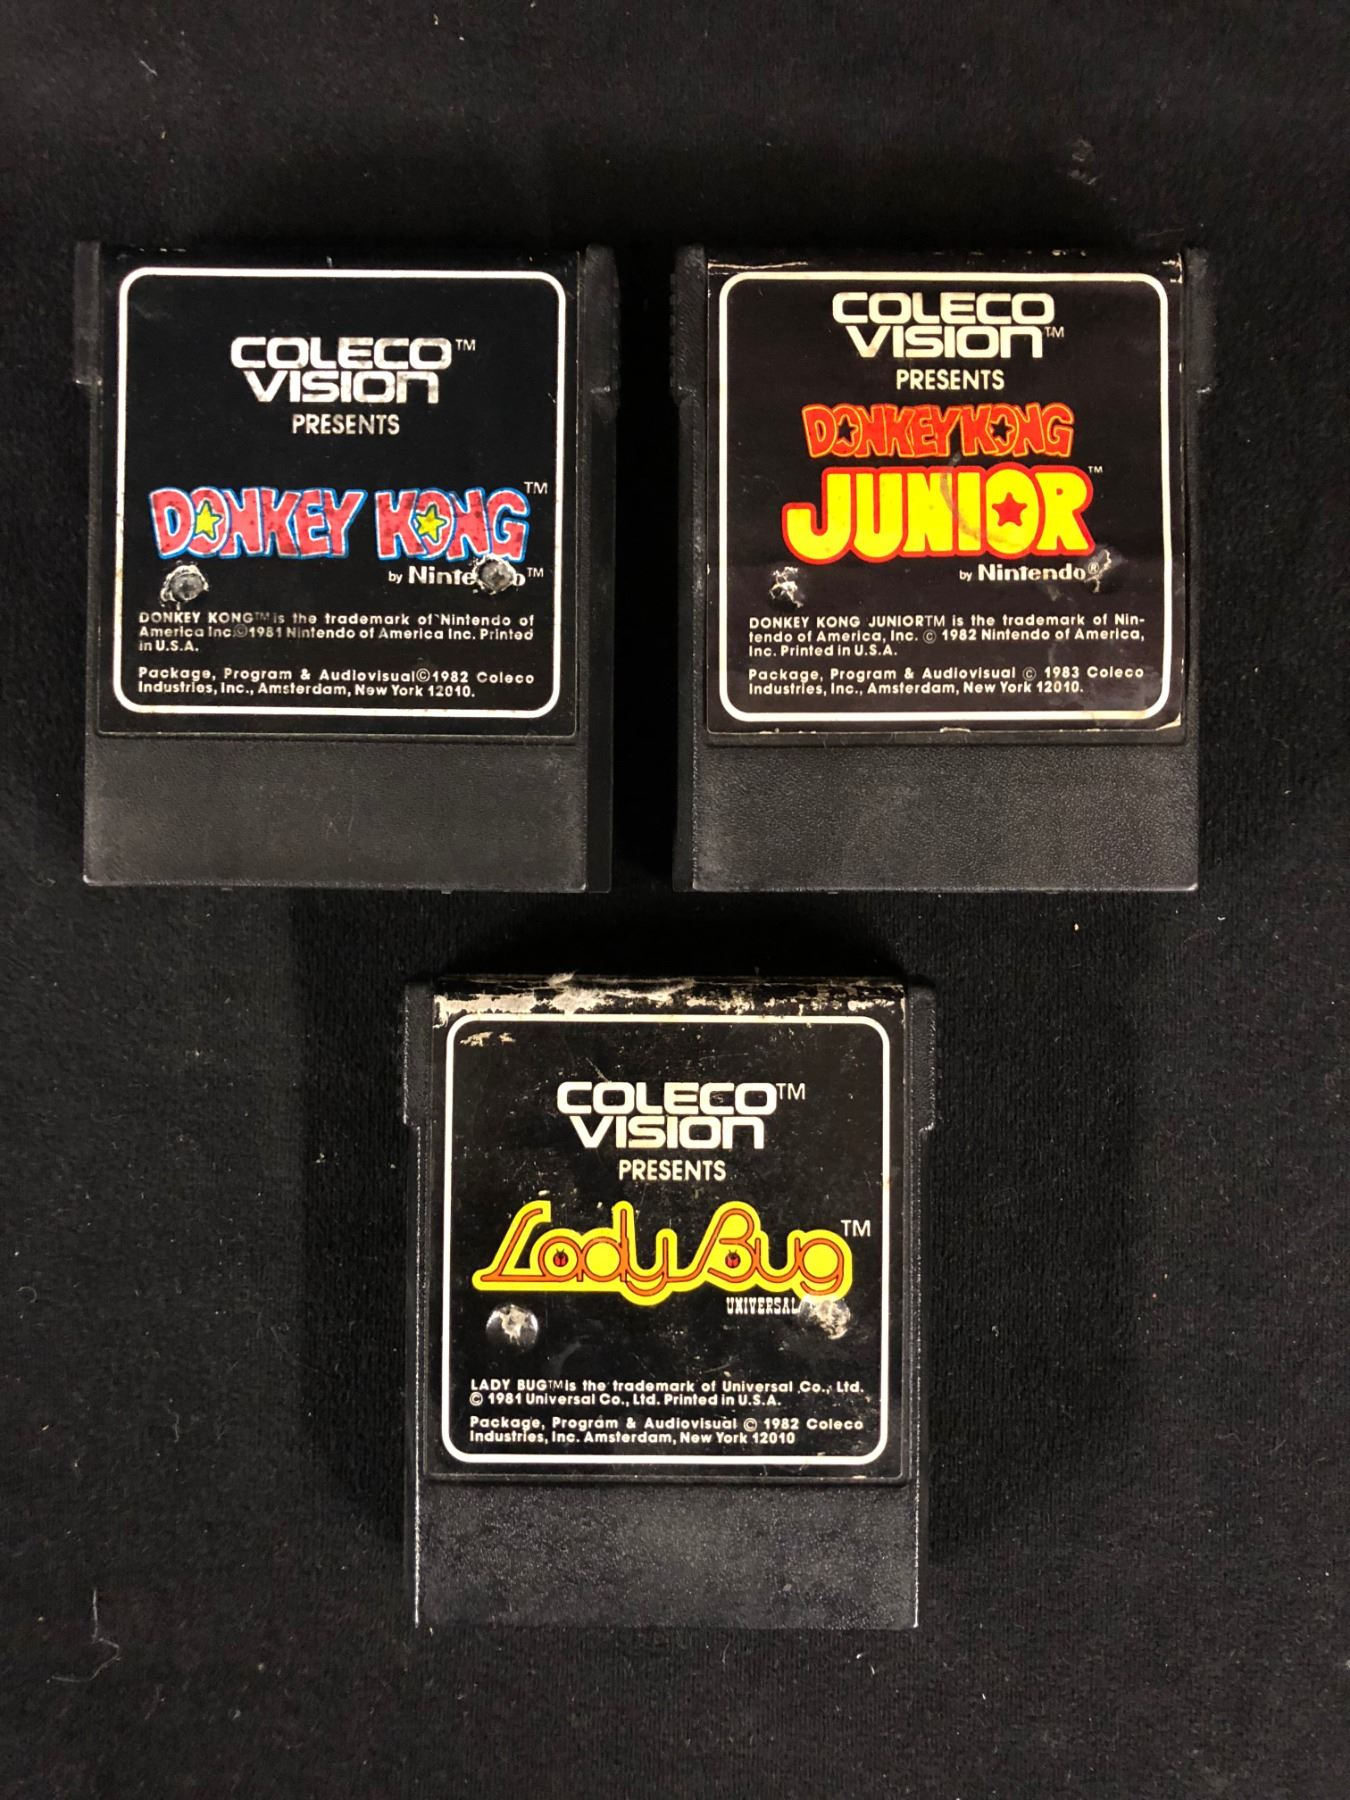 COLECO™
VISION
PRESENTS
DONKEY KONG™
by ™
DONKEY KONG™ is the trademark of Nintendo of
America Inc.©1981 Nintendo of America Inc. Printed
in U.S.A.
Package, Program & Audiovisual©1982 Coleco
Industries, Inc., Amsterdam, New York 12010.
COLECO
VISION™
PRESENTS
DONKEY KONG
JUNIOR™
by Nintendo®
DONKEY KONG JUNIOR™ is the trademark of Nin-
tendo of America, Inc. © 1982 Nintendo of America,
Inc. Printed in U.S.A.
Package, Program & Audiovisual © 1983 Coleco
Industries, Inc., Amsterdam, New York 12010.
COLECO™
VISION
PRESENTS
Lady Bug™
UNIVERSAL
LADY BUG™ is the trademark of Universal Co., Ltd.
© 1981 Universal Co., Ltd. Printed in U.S.A.
Package, Program & Audiovisual © 1982 Coleco
Industries, Inc. Amsterdam, New York 12010